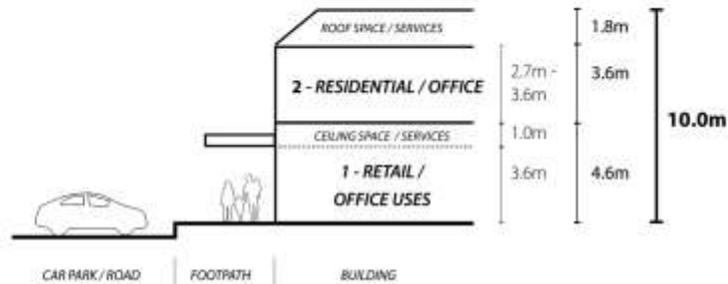 ROOF SPACE / SERVICES
1.8m
2 - RESIDENTIAL / OFFICE
2.7m -
3.6m
3.6m
10.0m
CEILING SPACE / SERVICES
1.0m
1 - RETAIL /
OFFICE USES
3.6m
4.6m
CAR PARK / ROAD
FOOTPATH
BUILDING